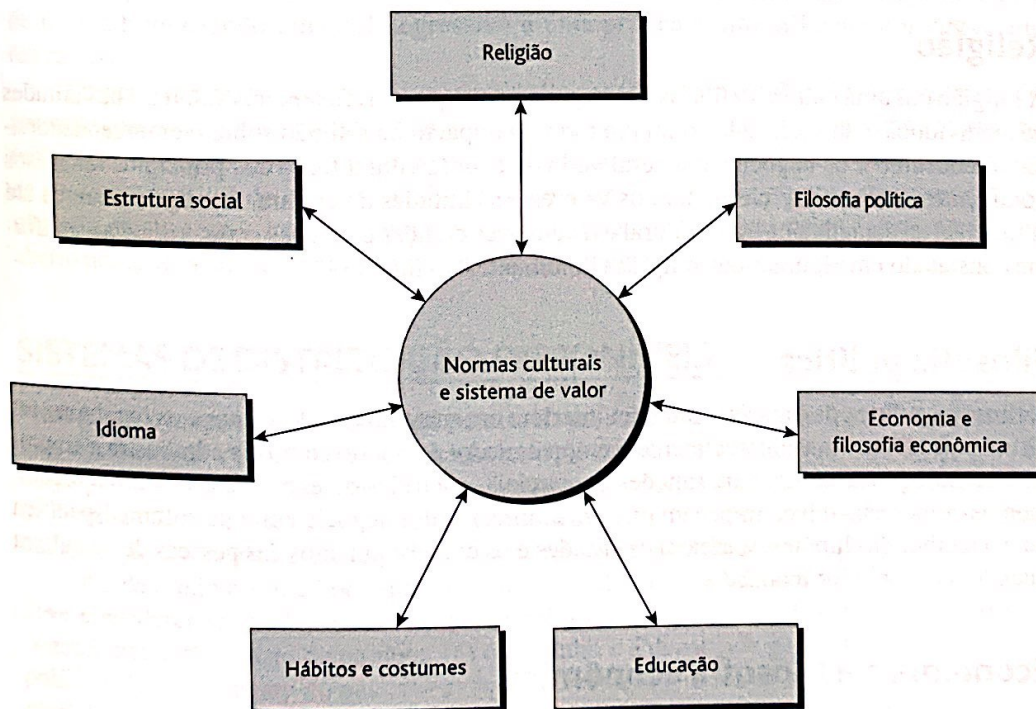 Religião
Estrutura social
Filosofia política
Normas culturais
e sistema de valor
Idioma
Economia e
filosofia econômica
Hábitos e costumes
Educação